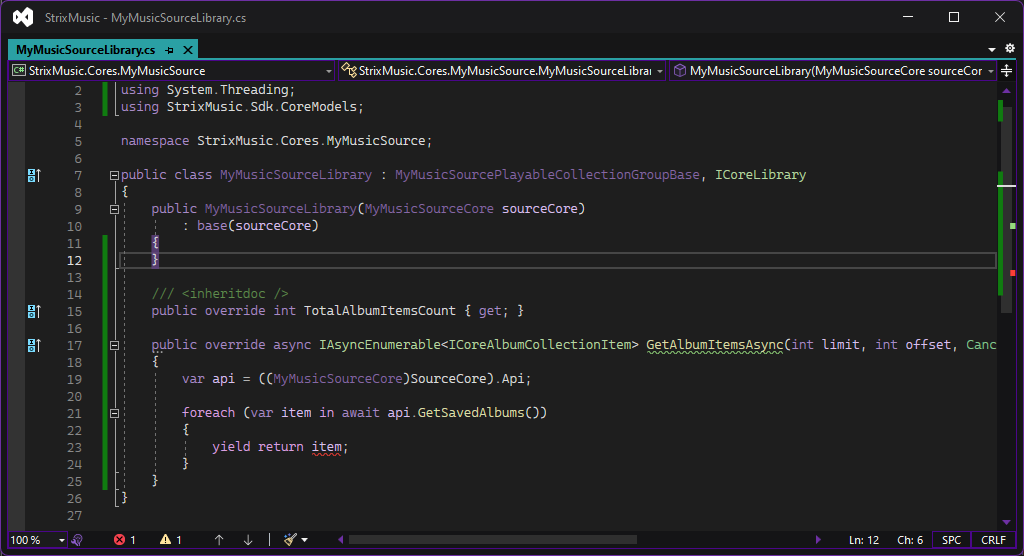 StrixMusic - MyMusicSourceLibrary.cs
MyMusicSourceLibrary.cs
C# StrixMusic.Cores.MyMusicSource
StrixMusic.Cores.MyMusicSource.MyMusicSourceLibrar
MyMusicSourceLibrary(MyMusicSourceCore sourceCor
2 using System.Threading;
3 using StrixMusic.Sdk.CoreModels;
4
5 namespace StrixMusic.Cores.MyMusicSource;
6
7 public class MyMusicSourceLibrary : MyMusicSourcePlayableCollectionGroupBase, ICoreLibrary
8 {
9 public MyMusicSourceLibrary(MyMusicSourceCore sourceCore)
10 : base(sourceCore)
11 {
12 }
13
14 /// <inheritdoc />
15 public override int TotalAlbumItemsCount { get; }
16
17 public override async IAsyncEnumerable<ICoreAlbumCollectionItem> GetAlbumItemsAsync(int limit, int offset, Canc
18 {
19 var api = ((MyMusicSourceCore)SourceCore).Api;
20
21 foreach (var item in await api.GetSavedAlbums())
22 {
23 yield return item;
24 }
25 }
26 }
27
100 % 1 1 Ln: 12 Ch: 6 SPC CRLF